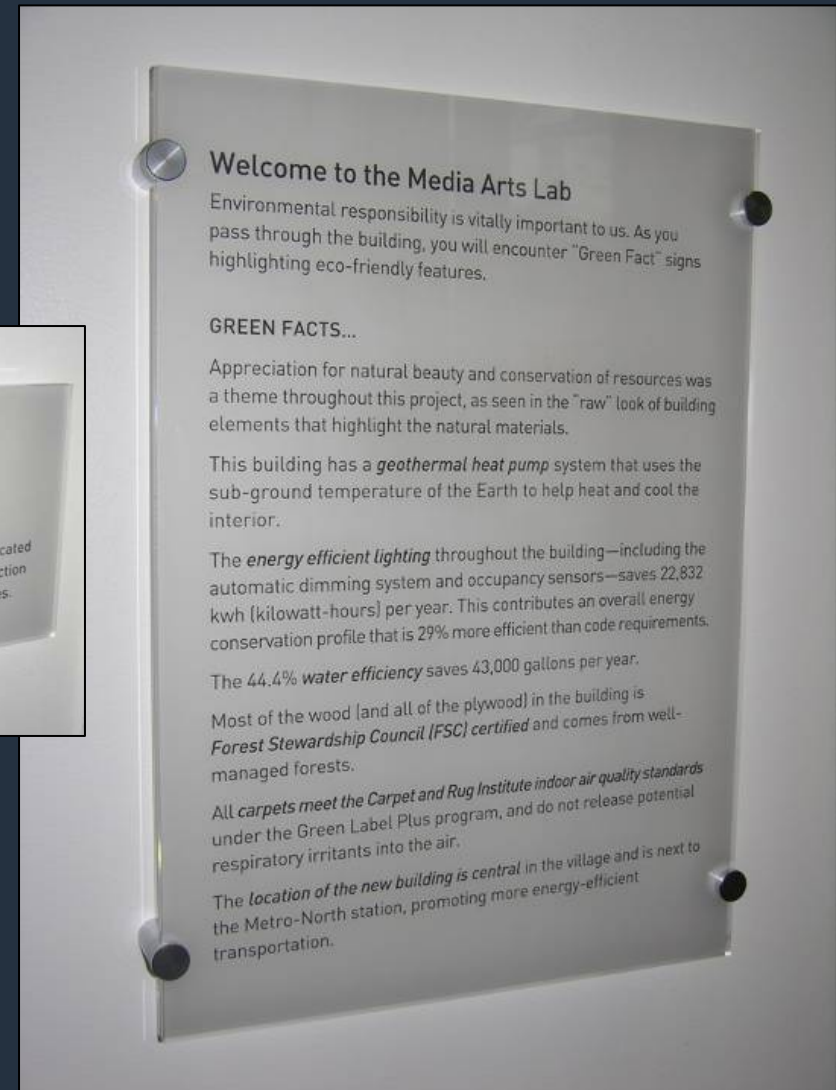 Welcome to the Media Arts Lab
Environmental responsibility is vitally important to us. As you
pass through the building, you will encounter "Green Fact" signs
highlighting eco-friendly features.
GREEN FACTS...
Appreciation for natural beauty and conservation of resources was
a theme throughout this project, as seen in the "raw" look of building
elements that highlight the natural materials.
This building has a geothermal heat pump system that uses the
sub-ground temperature of the Earth to help heat and cool the
interior.
The energy efficient lighting throughout the building—including the
automatic dimming system and occupancy sensors—saves 22,832
kwh (kilowatt-hours) per year. This contributes an overall energy
conservation profile that is 29% more efficient than code requirements.
The 44.4% water efficiency saves 43,000 gallons per year.
Most of the wood (and all of the plywood) in the building is
Forest Stewardship Council (FSC) certified and comes from well-
managed forests.
All carpets meet the Carpet and Rug Institute indoor air quality standards
under the Green Label Plus program, and do not release potential
respiratory irritants into the air.
The location of the new building is central in the village and is next to
the Metro-North station, promoting more energy-efficient
transportation.